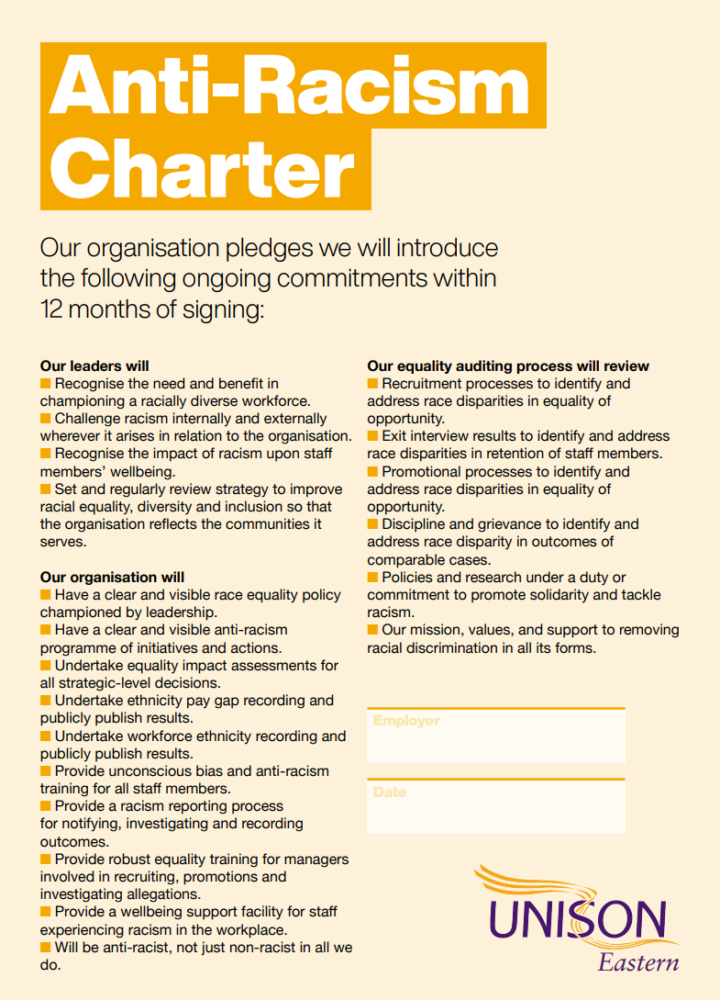 Anti-Racism
Charter
Our organisation pledges we will introduce
the following ongoing commitments within
12 months of signing:
Our leaders will
■ Recognise the need and benefit in
championing a racially diverse workforce.
■ Challenge racism internally and externally
wherever it arises in relation to the organisation.
■ Recognise the impact of racism upon staff
members’ wellbeing.
■ Set and regularly review strategy to improve
racial equality, diversity and inclusion so that
the organisation reflects the communities it
serves.
Our organisation will
■ Have a clear and visible race equality policy
championed by leadership.
■ Have a clear and visible anti-racism
programme of initiatives and actions.
■ Undertake equality impact assessments for
all strategic-level decisions.
■ Undertake ethnicity pay gap recording and
publicly publish results.
■ Undertake workforce ethnicity recording and
publicly publish results.
■ Provide unconscious bias and anti-racism
training for all staff members.
■ Provide a racism reporting process
for notifying, investigating and recording
outcomes.
■ Provide robust equality training for managers
involved in recruiting, promotions and
investigating allegations.
■ Provide a wellbeing support facility for staff
experiencing racism in the workplace.
■ Will be anti-racist, not just non-racist in all we
do.
Our equality auditing process will review
■ Recruitment processes to identify and
address race disparities in equality of
opportunity.
■ Exit interview results to identify and address
race disparities in retention of staff members.
■ Promotional processes to identify and
address race disparities in equality of
opportunity.
■ Discipline and grievance to identify and
address race disparity in outcomes of
comparable cases.
■ Policies and research under a duty or
commitment to promote solidarity and tackle
racism.
■ Our mission, values, and support to removing
racial discrimination in all its forms.
Employer
Date
UNISON
Eastern